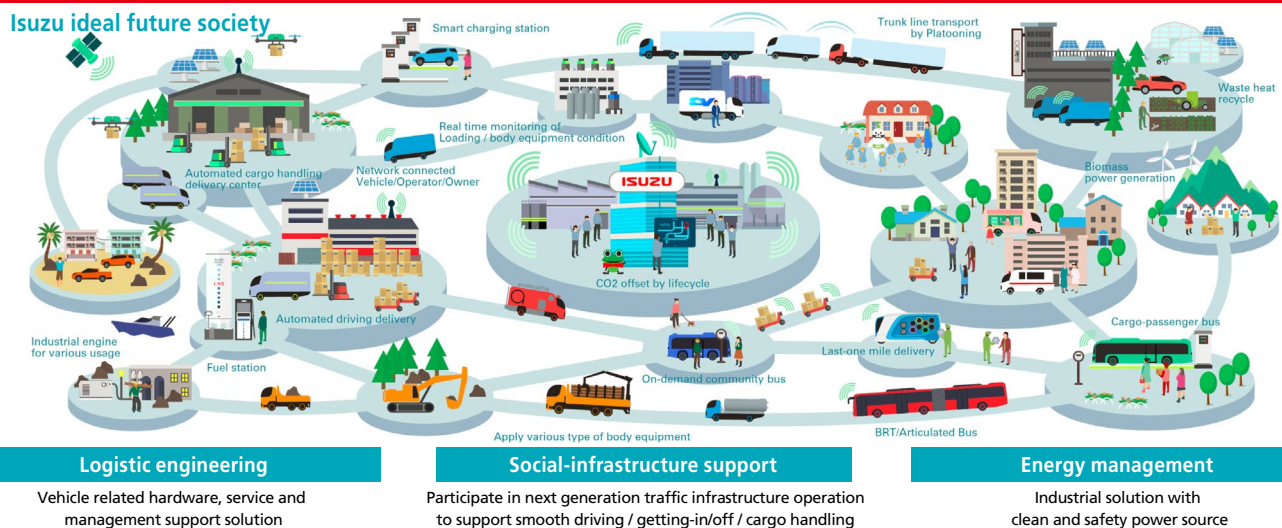 Isuzu ideal future society
Smart charging station
Trunk line transport
by Platooning
Waste heat
recycle
EV
Real time monitoring of
Loading / body equipment condition
Automated cargo handling
delivery center
Network connected
Vehicle/Operator/Owner
ISUZU
Biomass
power generation
CO2 offset by lifecycle
Automated driving delivery
Industrial engine
for various usage
Fuel station
Cargo-passenger bus
Last-one mile delivery
On-demand community bus
Apply various type of body equipment
BRT/Articulated Bus
Logistic engineering
Vehicle related hardware, service and
management support solution
Social-infrastructure support
Participate in next generation traffic infrastructure operation
to support smooth driving / getting-in/off / cargo handling
Energy management
Industrial solution with
clean and safety power source